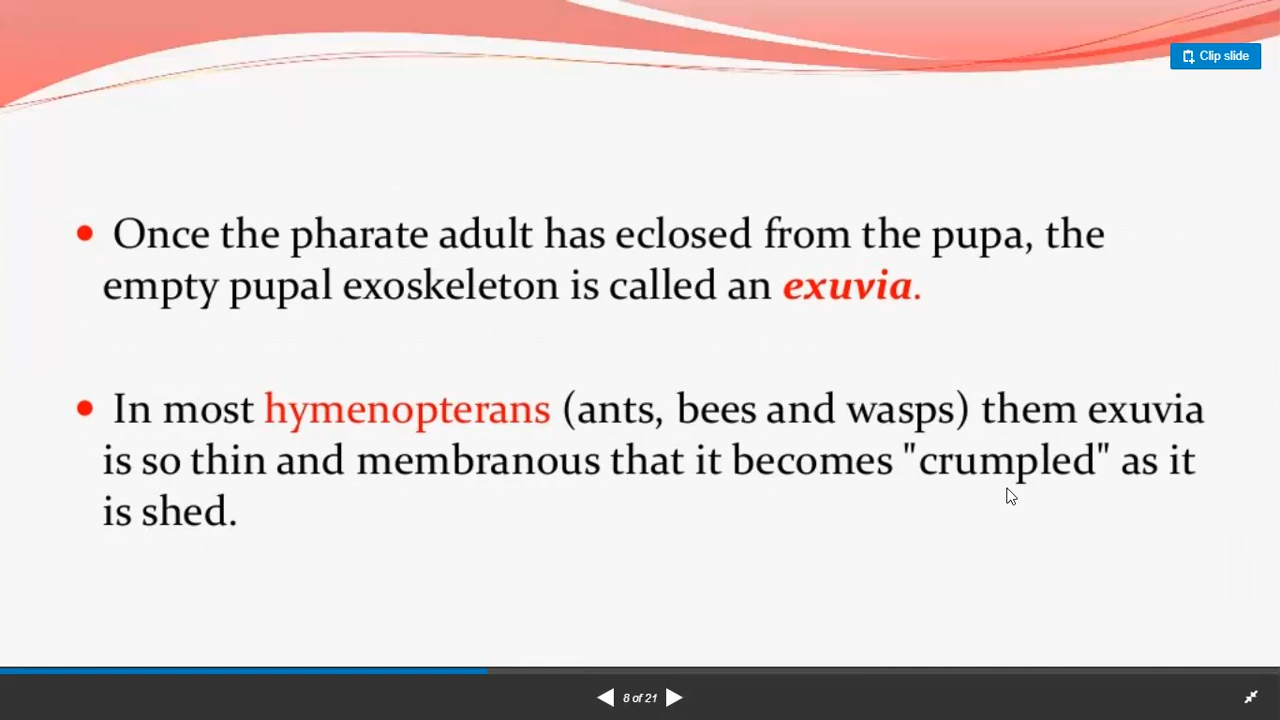 Clip slide
• Once the pharate adult has eclosed from the pupa, the
empty pupal exoskeleton is called an exuvia.
• In most hymenopterans (ants, bees and wasps) them exuvia
is so thin and membranous that it becomes "crumpled" as it
is shed.
8 of 21